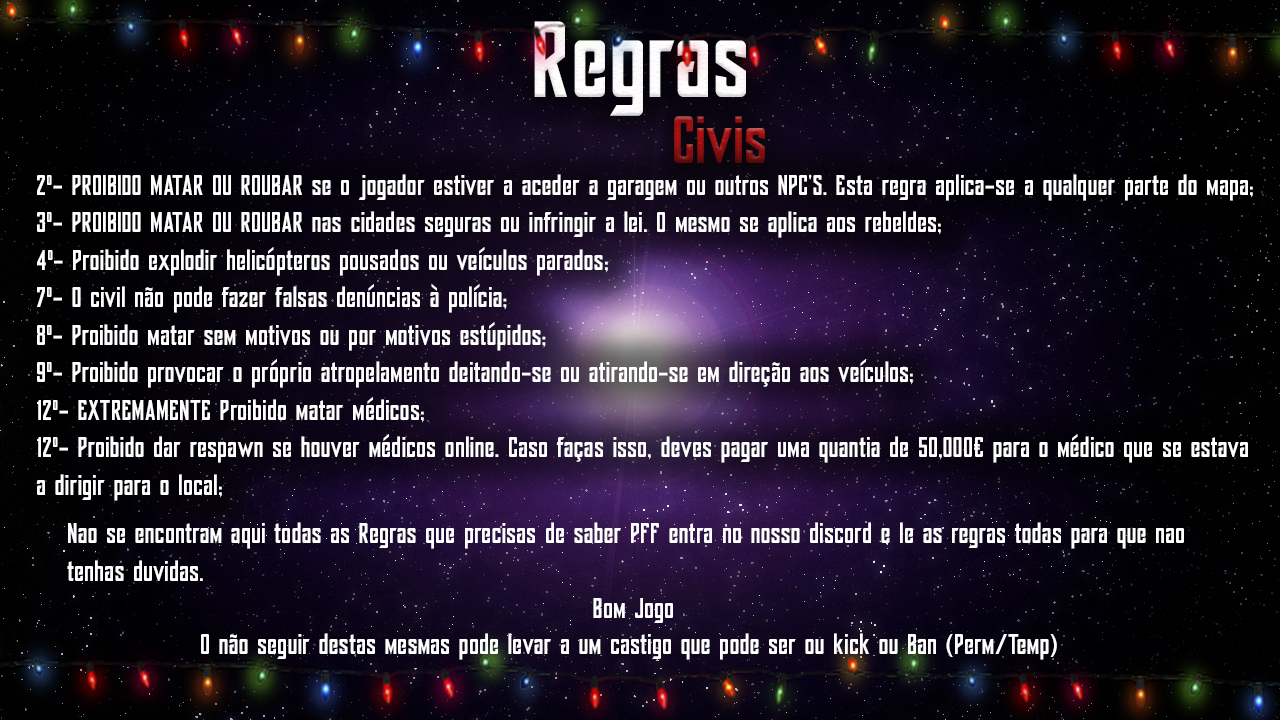 Regras
Civis
2º- PROIBIDO MATAR OU ROUBAR se o jogador estiver a aceder a garagem ou outros NPC'S. Esta regra aplica-se a qualquer parte do mapa;
3º- PROIBIDO MATAR OU ROUBAR nas cidades seguras ou infringir a lei. O mesmo se aplica aos rebeldes;
4º- Proibido explodir helicópteros pousados ou veículos parados;
7º- O civil não pode fazer falsas denúncias à polícia;
8º- Proibido matar sem motivos ou por motivos estúpidos;
9º- Proibido provocar o próprio atropelamento deitando-se ou atirando-se em direção aos veículos;
12º- EXTREMAMENTE Proibido matar médicos;
12º- Proibido dar respawn se houver médicos online. Caso faças isso, deves pagar uma quantia de 50,000€ para o médico que se estava
a dirigir para o local;
Nao se encontram aqui todas as Regras que precisas de saber PFF entra no nosso discord e le as regras todas para que nao
tenhas duvidas.
Bom Jogo
O não seguir destas mesmas pode levar a um castigo que pode ser ou kick ou Ban (Perm/Temp)